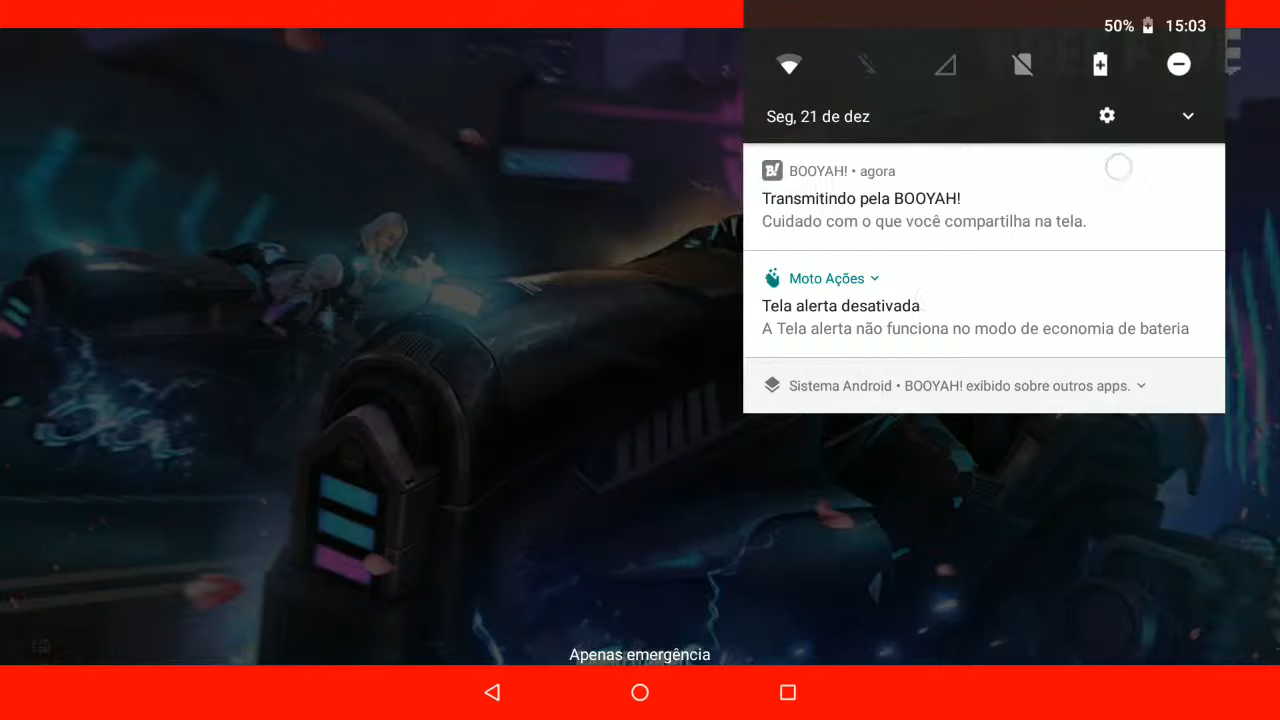 50% 15:03
Seg, 21 de dez
BOOYAH! • agora
Transmitindo pela BOOYAH!
Cuidado com o que você compartilha na tela.
Moto Ações
Tela alerta desativada
A Tela alerta não funciona no modo de economia de bateria
Sistema Android • BOOYAH! exibido sobre outros apps.
Apenas emergência